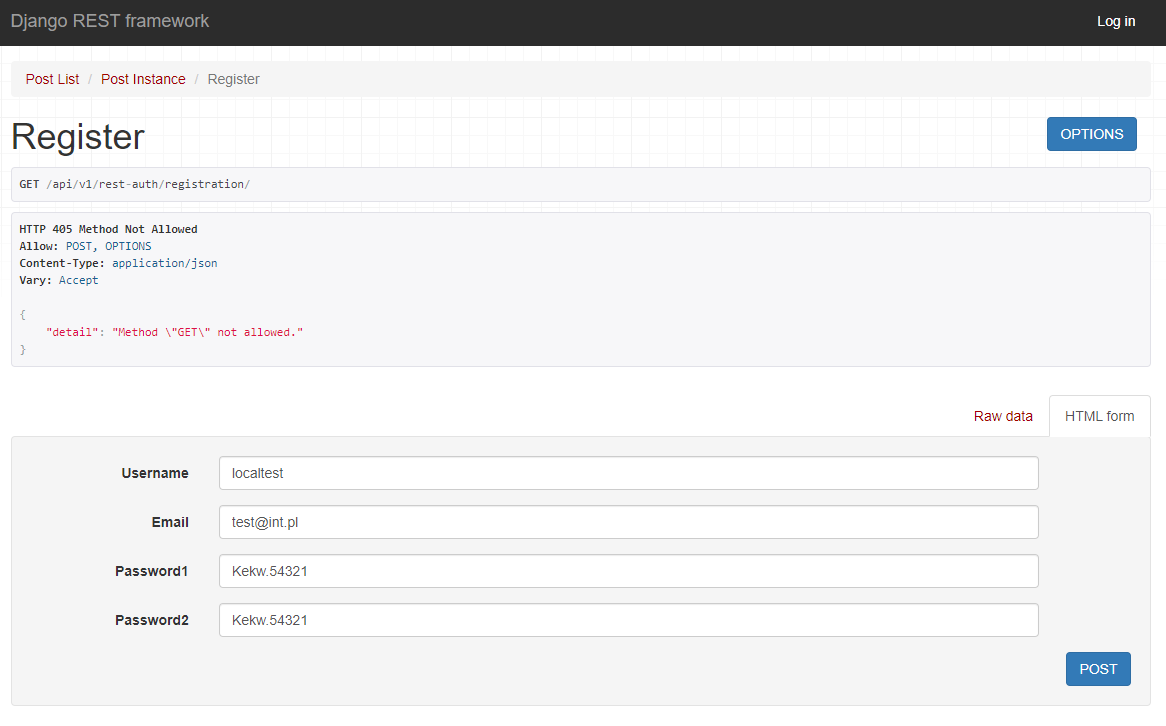 Django REST framework Log in
Post List / Post Instance / Register
Register OPTIONS
GET /api/v1/rest-auth/registration/
HTTP 405 Method Not Allowed
Allow: POST, OPTIONS
Content-Type: application/json
Vary: Accept
{
"detail": "Method \"GET\" not allowed."
}
Raw data HTML form
Username localtest
Email test@int.pl
Password1 Kekw.54321
Password2 Kekw.54321
POST